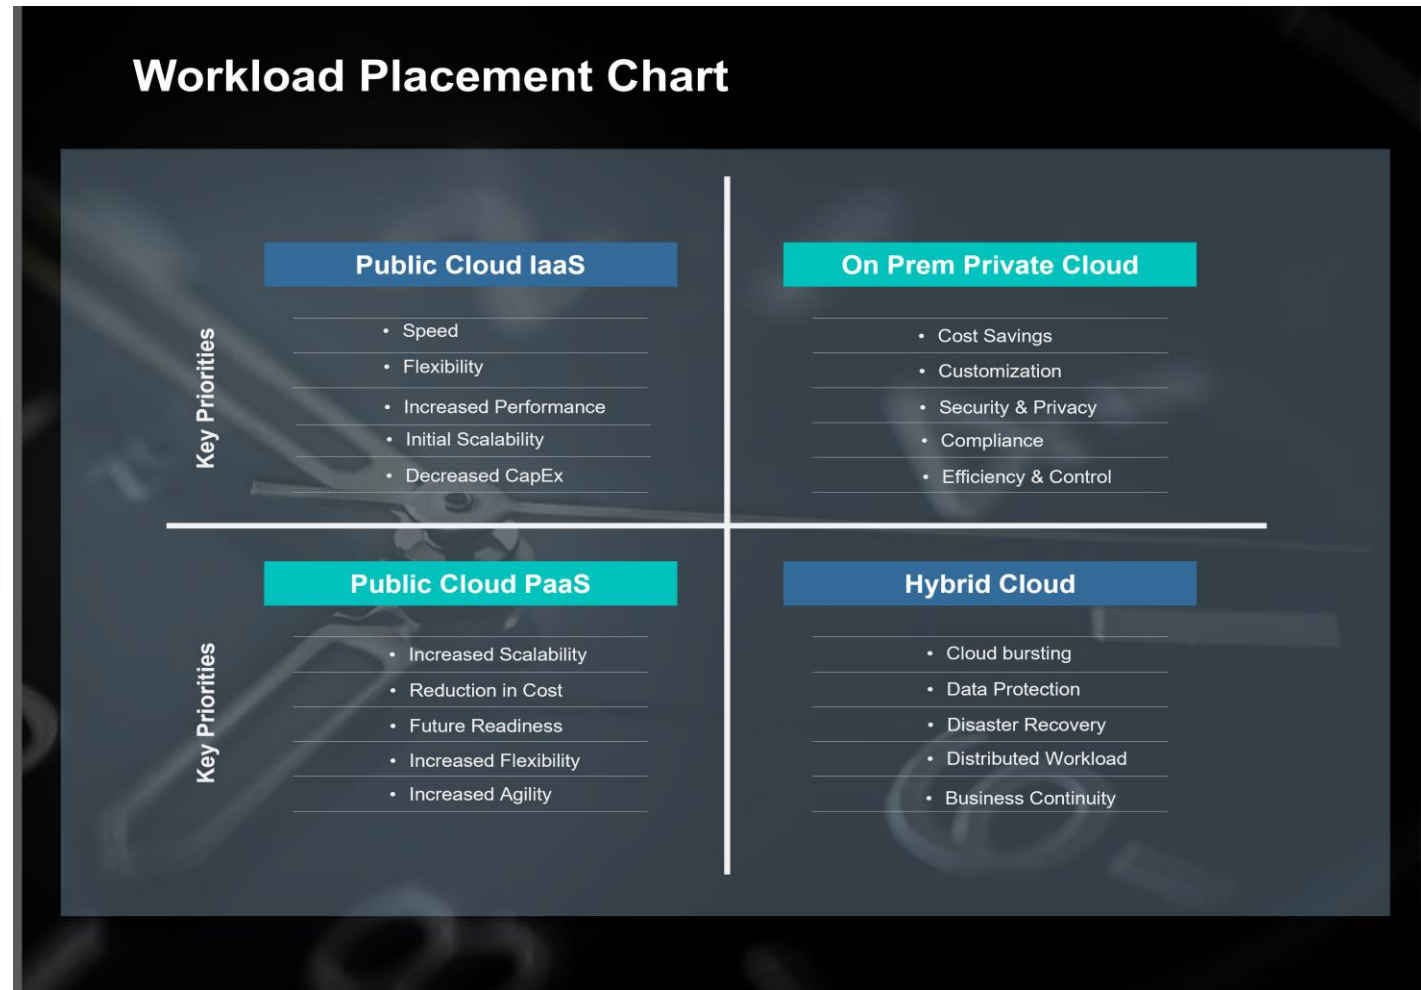 Workload Placement Chart
Public Cloud IaaS
Key Priorities
• Speed
• Flexibility
• Increased Performance
• Initial Scalability
• Decreased CapEx
On Prem Private Cloud
• Cost Savings
• Customization
• Security & Privacy
• Compliance
• Efficiency & Control
Public Cloud PaaS
Key Priorities
• Increased Scalability
• Reduction in Cost
• Future Readiness
• Increased Flexibility
• Increased Agility
Hybrid Cloud
• Cloud bursting
• Data Protection
• Disaster Recovery
• Distributed Workload
• Business Continuity